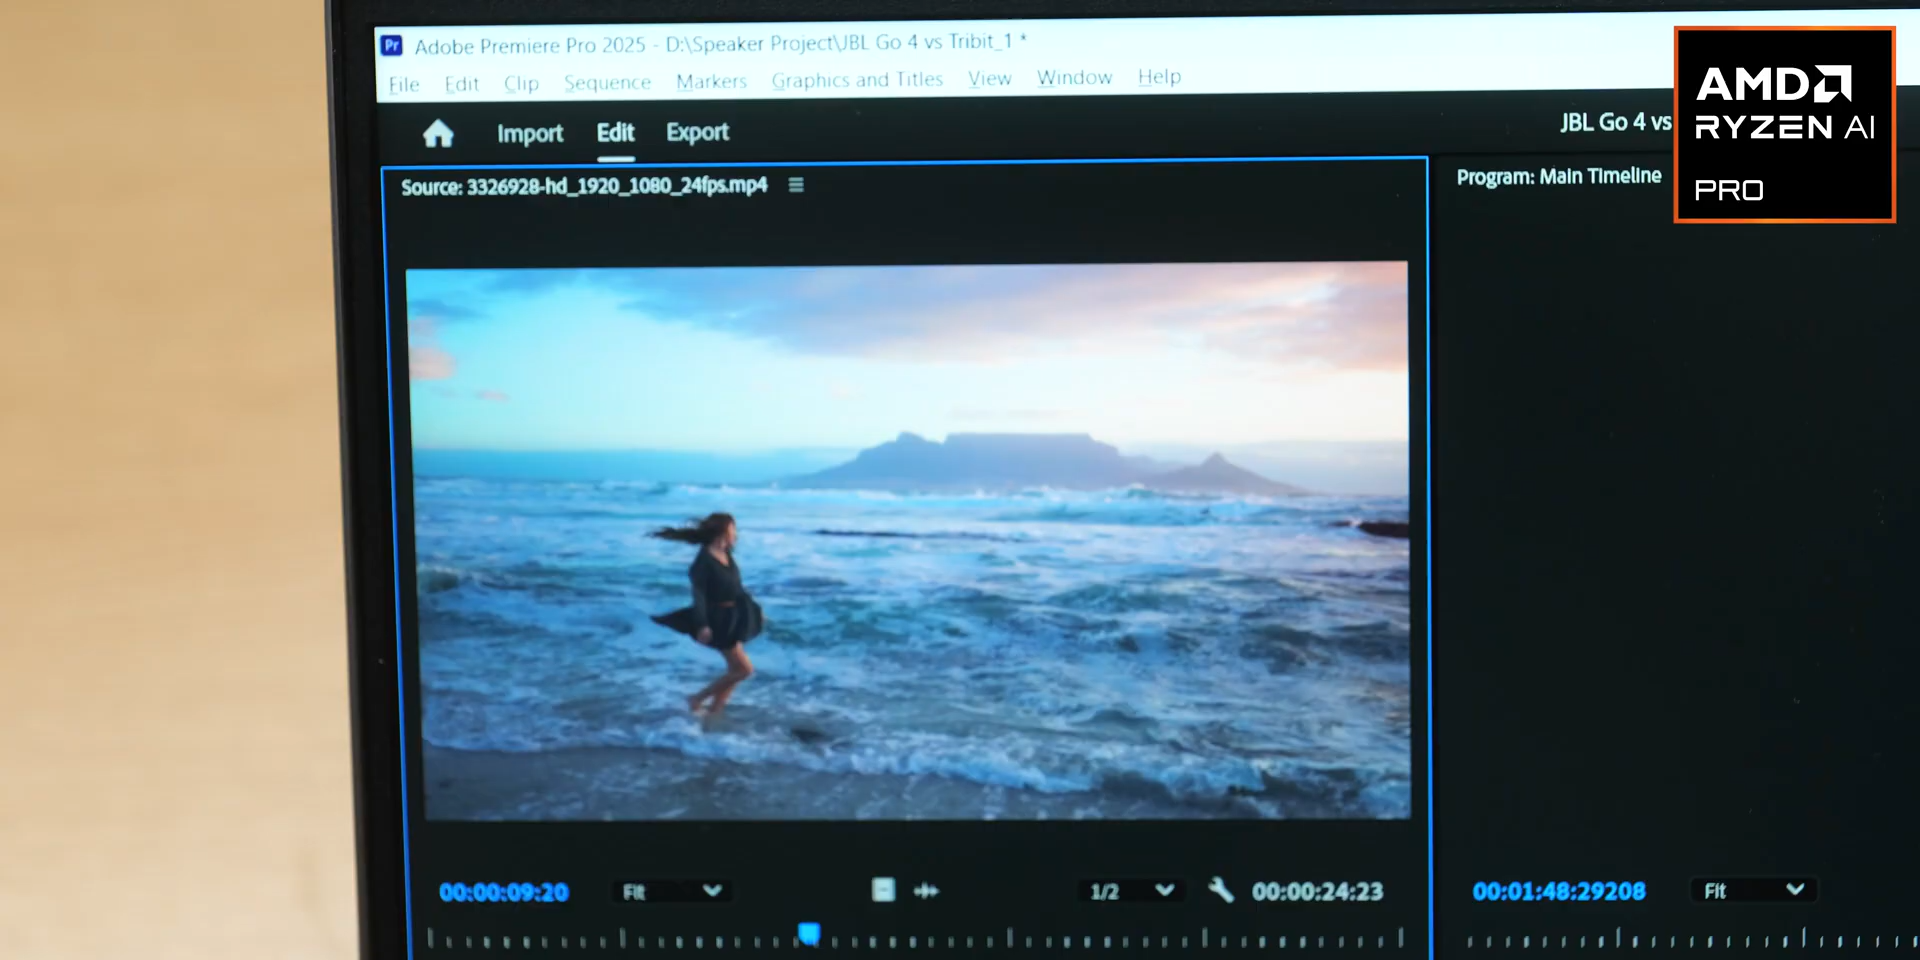 Adobe Premiere Pro 2025 - D:\Speaker Project\JBL Go 4 vs Tribit_1 *
File Edit Clip Sequence Markers Graphics and Titles View Window Help
Import Edit Export
JBL Go 4 vs
Source: 3326928-hd_1920_1080_24fps.mp4
Program: Main Timeline
AMD
RYZEN AI
PRO
00:00:09:20 Fit 1/2 00:00:24:23
00:01:48:29208 Fit